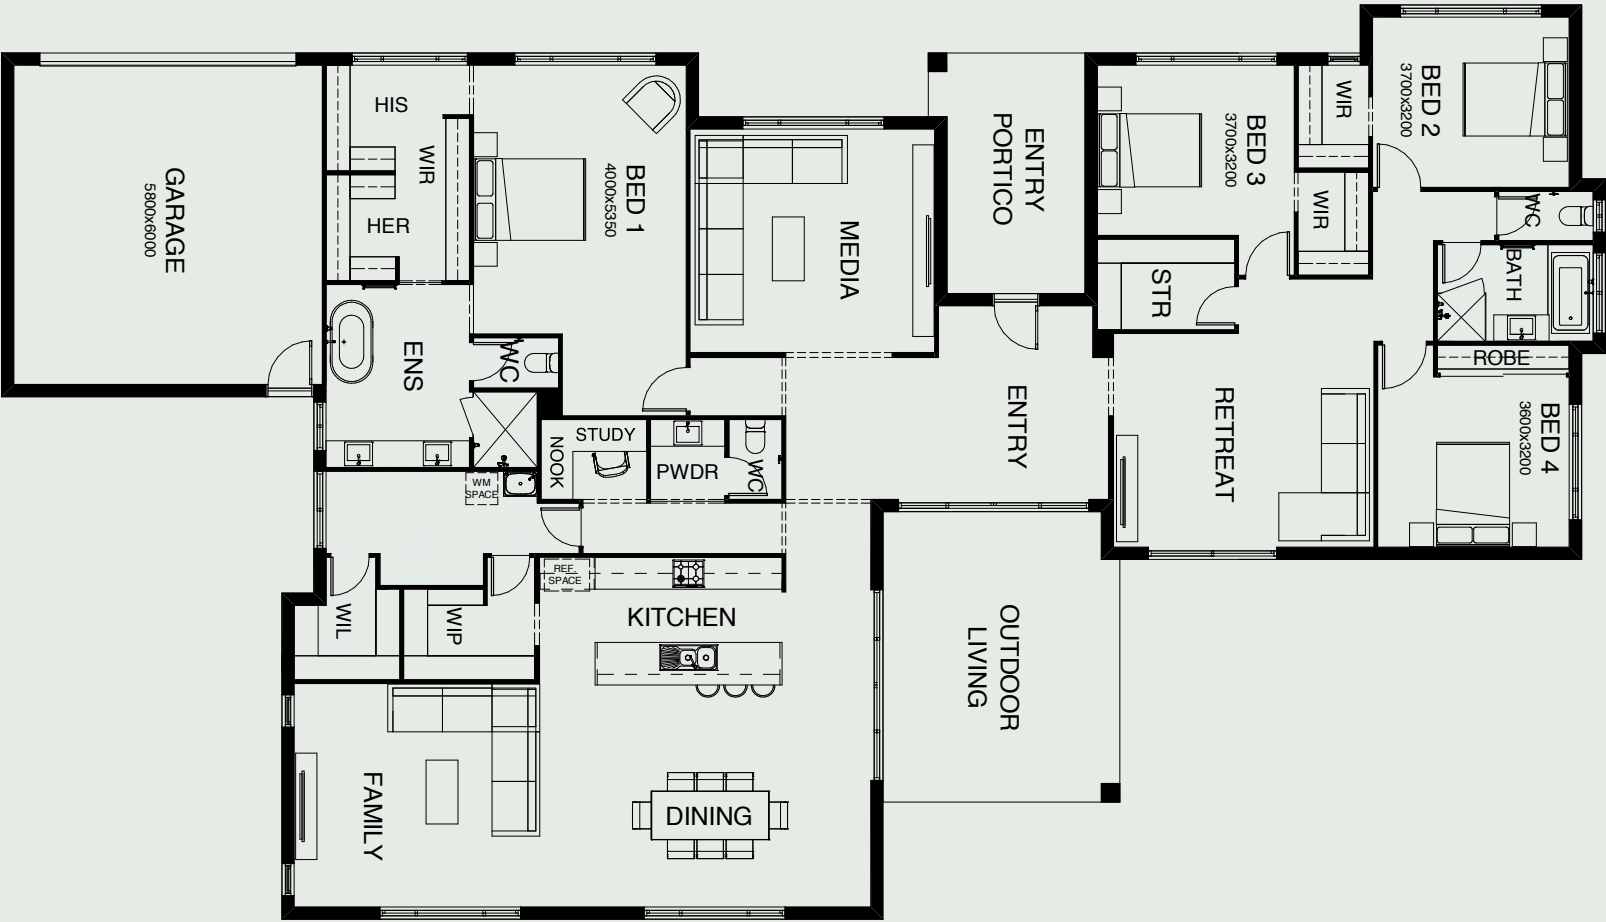 GARAGE
5800x6000
HIS
WIR
HER
ENS
WC
BED 1
4000x5350
MEDIA
ENTRY
PORTICO
BED 3
3700x3200
WIR
WIR
BED 2
3700x3200
WC
BATH
STR
ROBE
BED 4
3600x3200
RETREAT
ENTRY
STUDY
NOOK
PWDR
WC
WM
SPACE
REF.
SPACE
KITCHEN
WIL
WIP
OUTDOOR
LIVING
FAMILY
DINING